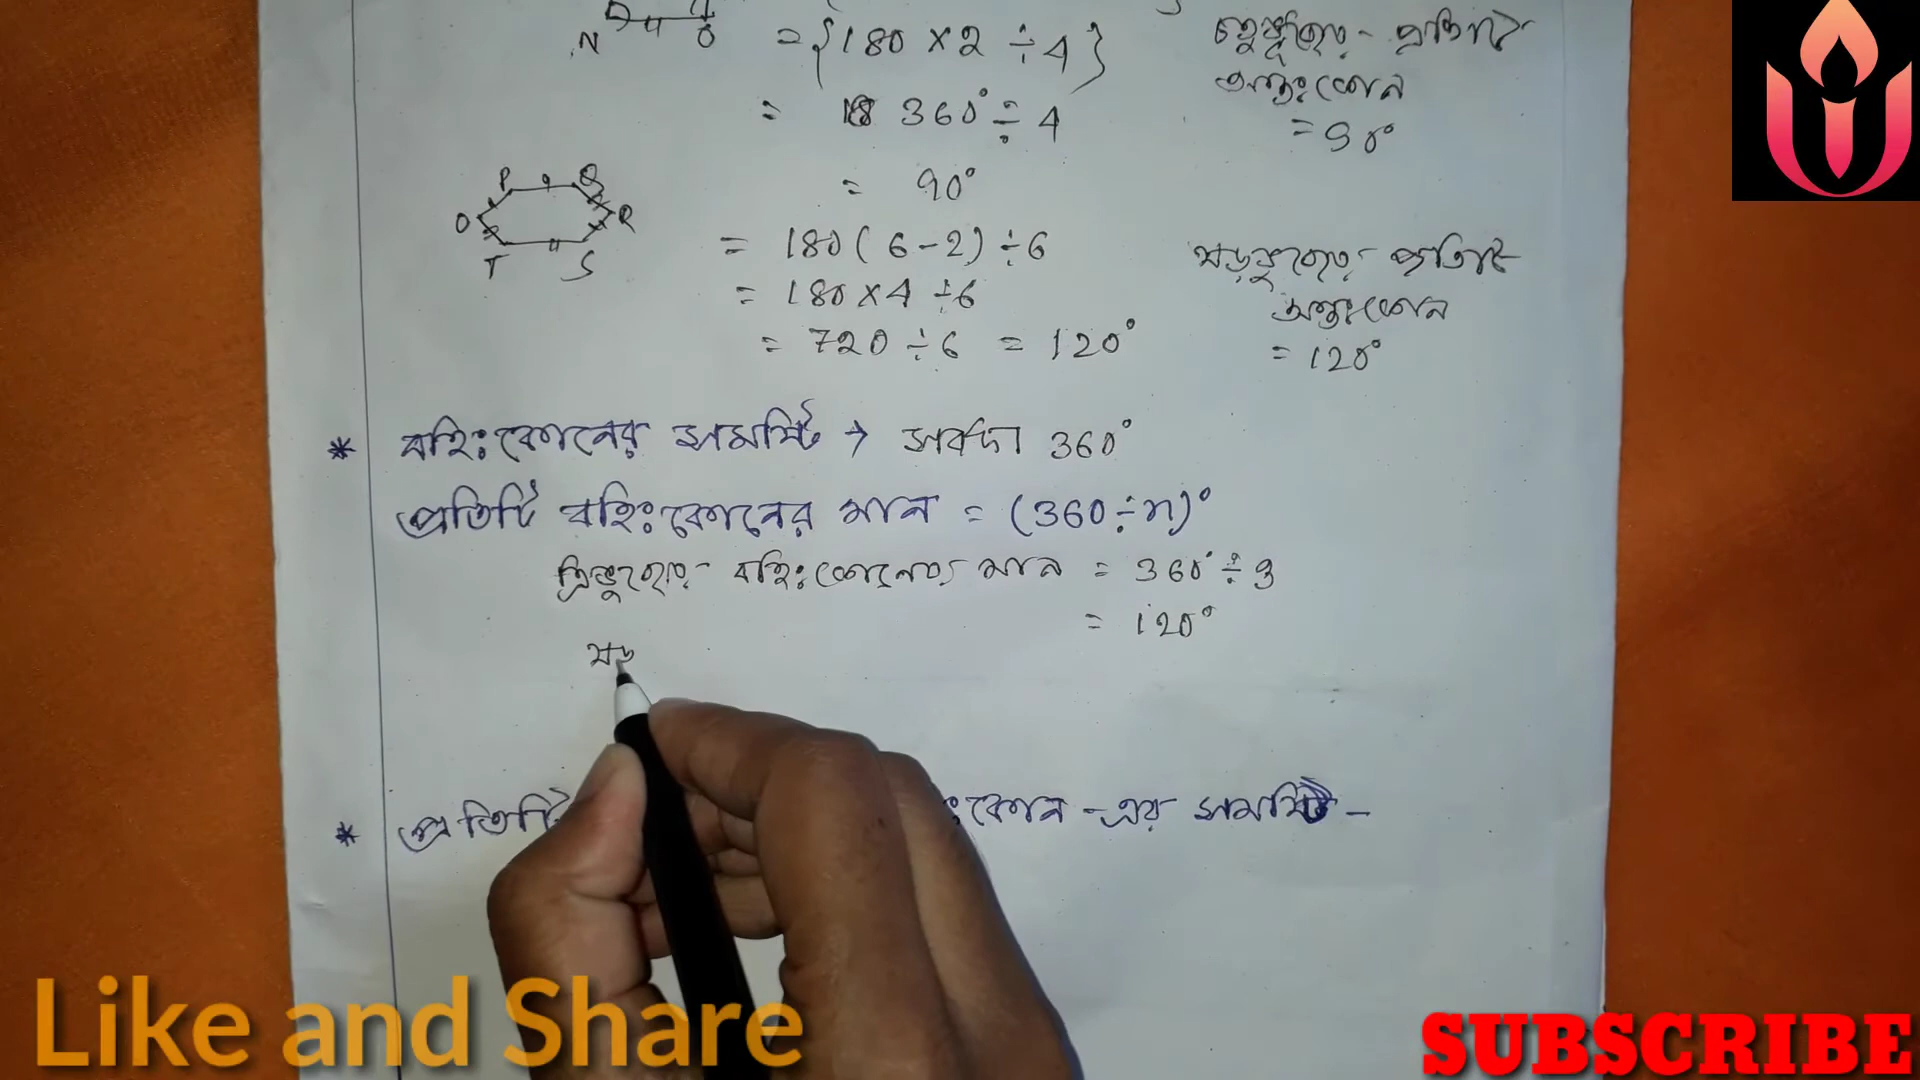 N O
= {180 × 2 ÷ 4}
= 360° ÷ 4
= 90°
চতুর্ভুজের প্রতিটি
অন্তঃকোন
= 90°
P Q
O R
T S
= 180 ( 6 - 2) ÷ 6
= 180 × 4 ÷ 6
= 720 ÷ 6 = 120°
ষড়ভুজের প্রতিটি
অন্তঃকোন
= 120°
* বহিঃকোনের সমষ্টি → সর্বদা 360°
প্রতিটি বহিঃকোনের মান = (360 ÷ n)°
ত্রিভুজের বহিঃকোনের মান = 360° ÷ 3
= 120°
ষড়
* প্রতিটি ঃকোন -এর সমষ্টি -
Like and Share
SUBSCRIBE